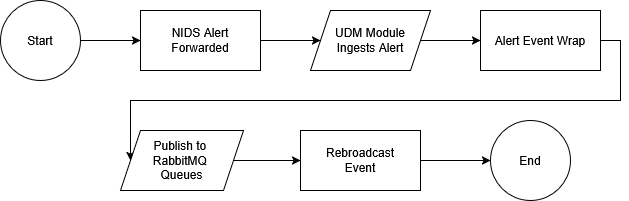 Start
NIDS Alert
Forwarded
UDM Module
Ingests Alert
Alert Event Wrap
Publish to
RabbitMQ
Queues
Rebroadcast
Event
End